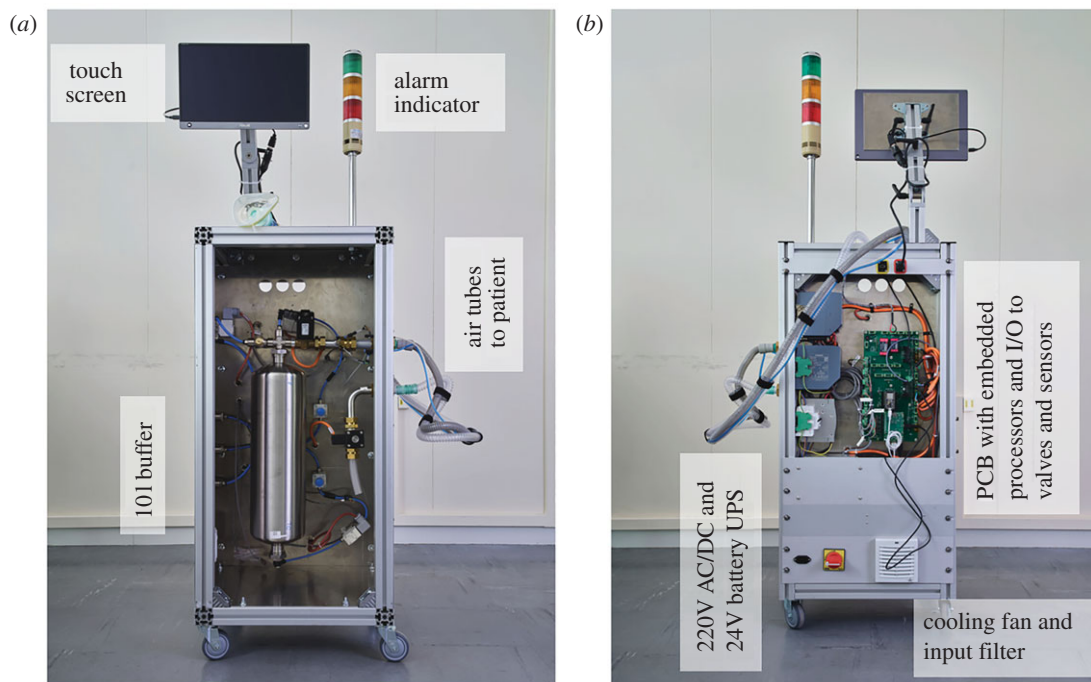 (a)
touch
screen
alarm
indicator
air tubes
to patient
10 l buffer
(b)
PCB with embedded
processors and I/O to
valves and sensors
220V AC/DC and
24V battery UPS
cooling fan and
input filter